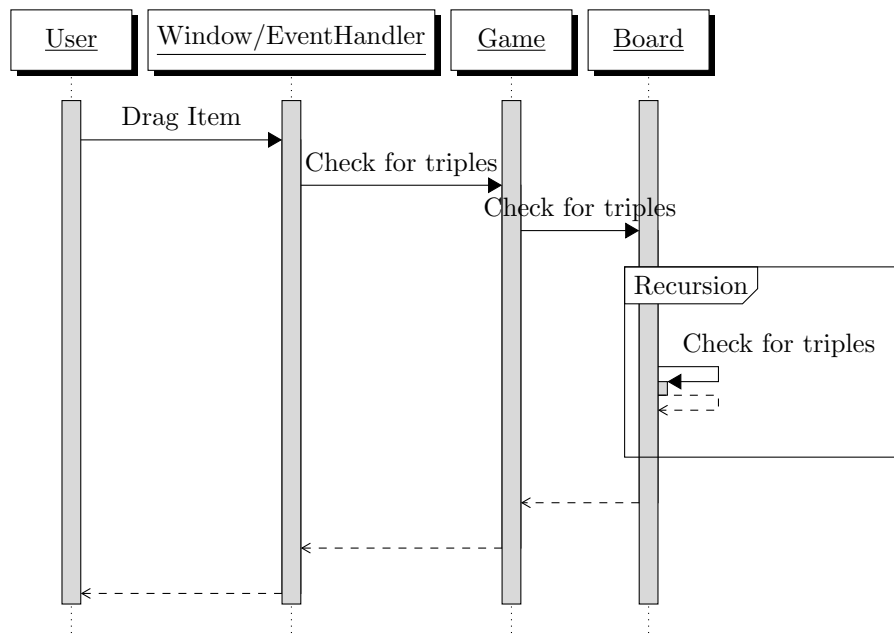 User
Window/EventHandler
Game
Board
Drag Item
Check for triples
Check for triples
Recursion
Check for triples